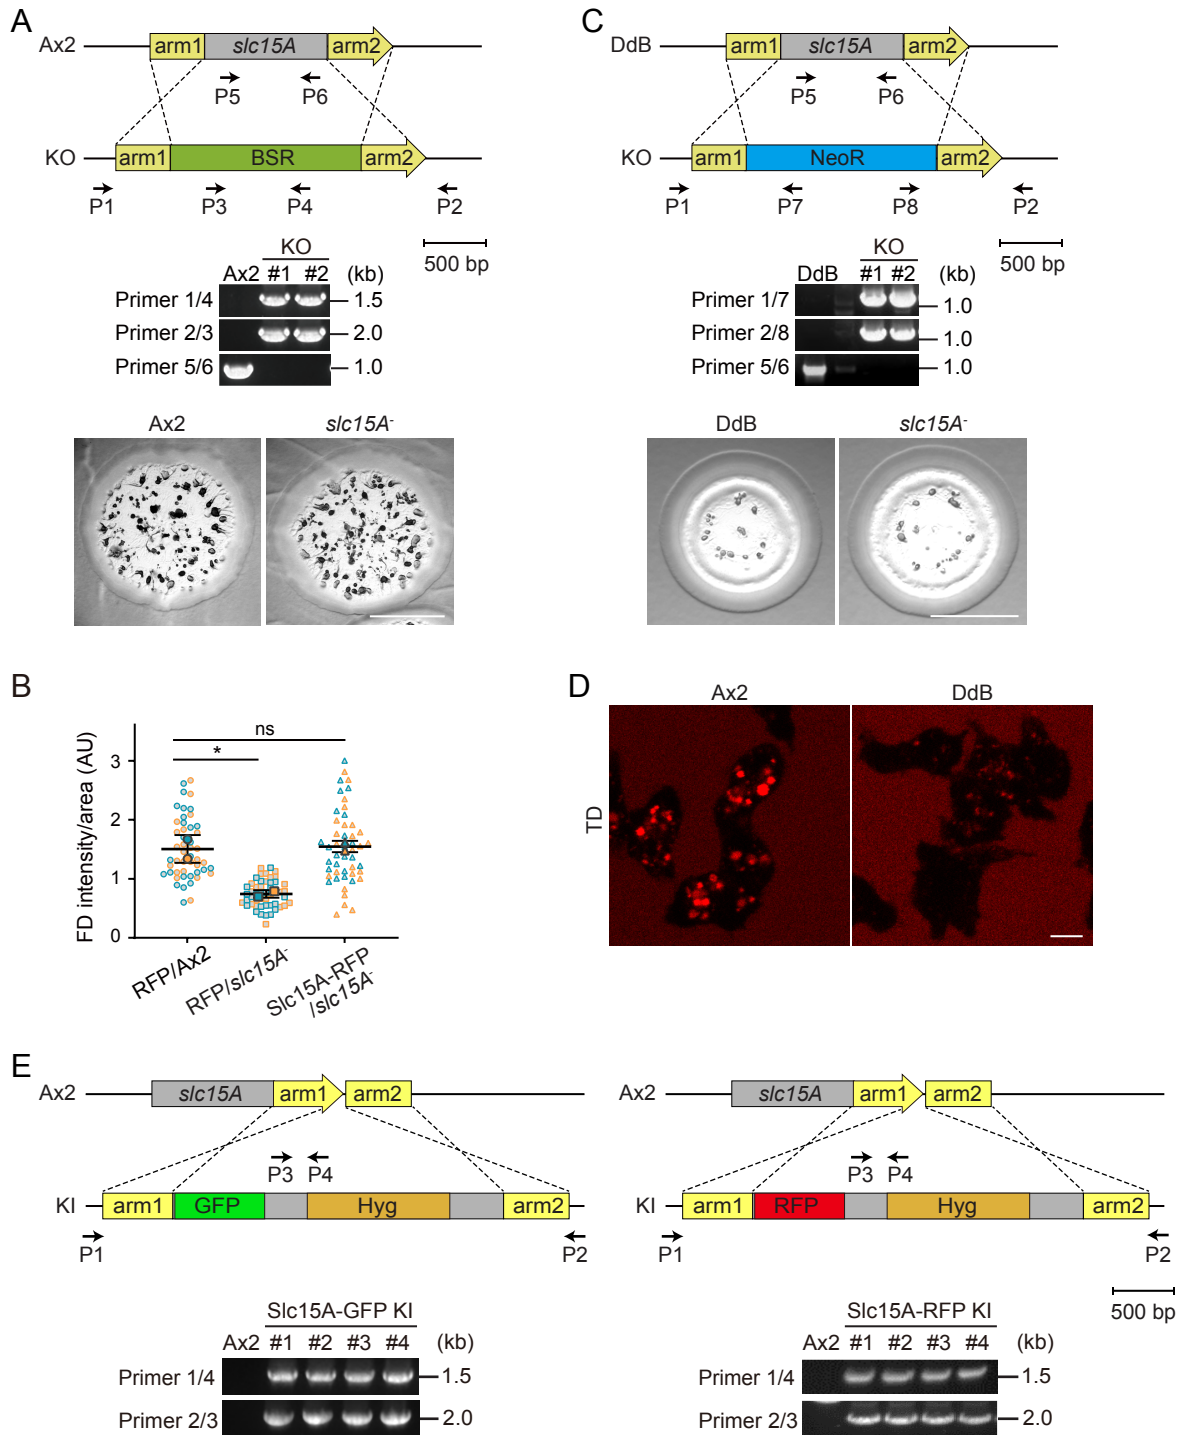 A
Ax2
arm1
slc15A
arm2
P5
P6
KO
arm1
BSR
arm2
P1
P3
P4
P2
500 bp
KO
Ax2 #1 #2 (kb)
Primer 1/4
1.5
Primer 2/3
2.0
Primer 5/6
1.0
Ax2
slc15A-
C
DdB
arm1
slc15A
arm2
P5
P6
KO
arm1
NeoR
arm2
P1
P7
P8
P2
500 bp
KO
DdB #1 #2 (kb)
Primer 1/7
1.0
Primer 2/8
1.0
Primer 5/6
1.0
DdB
slc15A-
B
FD intensity/area (AU)
ns
*
3
2
1
0
RFP/Ax2
RFP/slc15A-
Slc15A-RFP
/slc15A-
D
Ax2
DdB
TD
E
Ax2
slc15A
arm1
arm2
P3
P4
KI
arm1
GFP
Hyg
arm2
P1
P2
Slc15A-GFP KI
Ax2 #1 #2 #3 #4 (kb)
Primer 1/4
1.5
Primer 2/3
2.0
Ax2
slc15A
arm1
arm2
P3
P4
KI
arm1
RFP
Hyg
arm2
P1
P2
500 bp
Slc15A-RFP KI
Ax2 #1 #2 #3 #4 (kb)
Primer 1/4
1.5
Primer 2/3
2.0